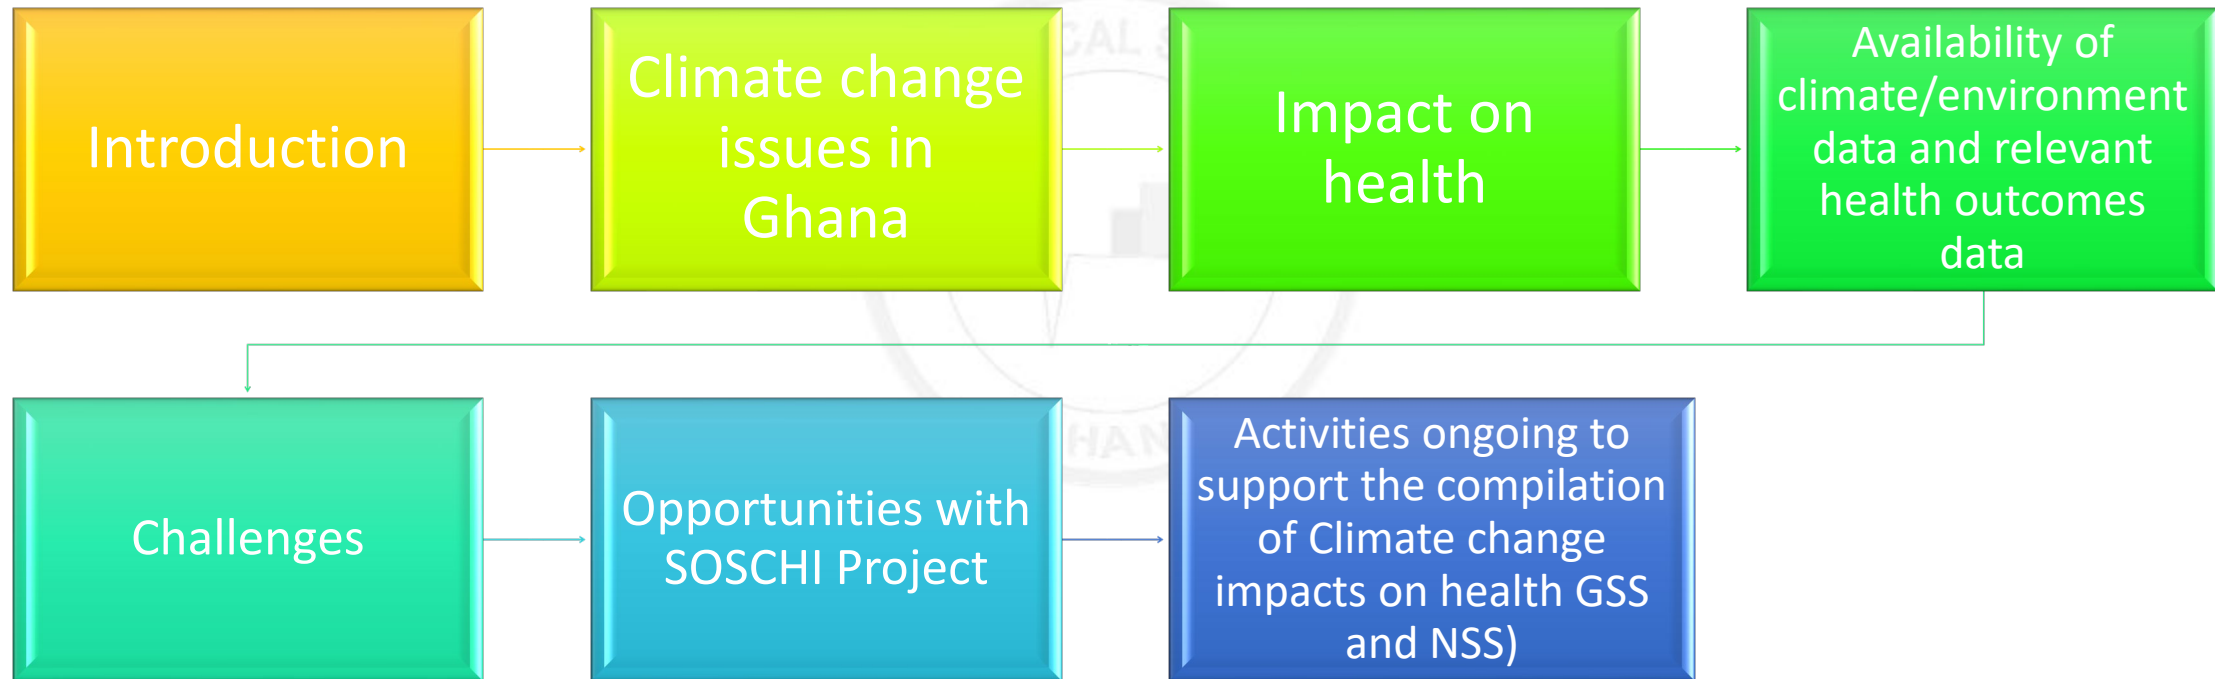 Introduction
Climate change
issues in
Ghana
Impact on
health
Availability of
climate/environment
data and relevant
health outcomes
data
Challenges
Opportunities with
SOSCHI Project
Activities ongoing to
support the compilation
of Climate change
impacts on health GSS
and NSS)